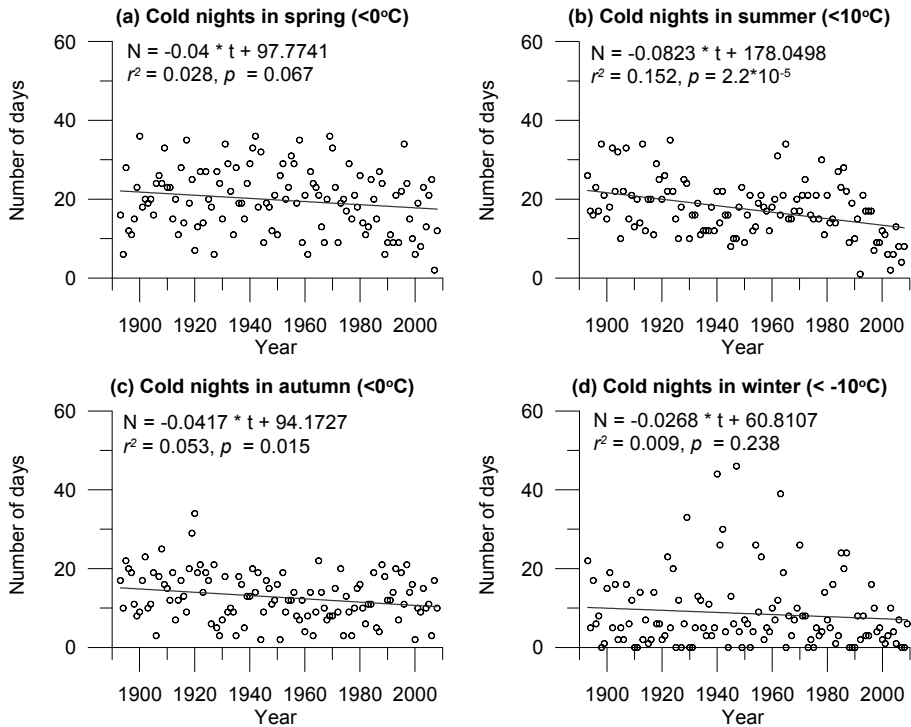 (a) Cold nights in spring (<0°C)
N = -0.04 * t + 97.7741
r² = 0.028, p = 0.067
60
40
20
0
Number of days
1900 1920 1940 1960 1980 2000
Year
(b) Cold nights in summer (<10°C)
N = -0.0823 * t + 178.0498
r² = 0.152, p = 2.2*10⁻⁵
60
40
20
0
Number of days
1900 1920 1940 1960 1980 2000
Year
(c) Cold nights in autumn (<0°C)
N = -0.0417 * t + 94.1727
r² = 0.053, p = 0.015
60
40
20
0
Number of days
1900 1920 1940 1960 1980 2000
Year
(d) Cold nights in winter (< -10°C)
N = -0.0268 * t + 60.8107
r² = 0.009, p = 0.238
60
40
20
0
Number of days
1900 1920 1940 1960 1980 2000
Year